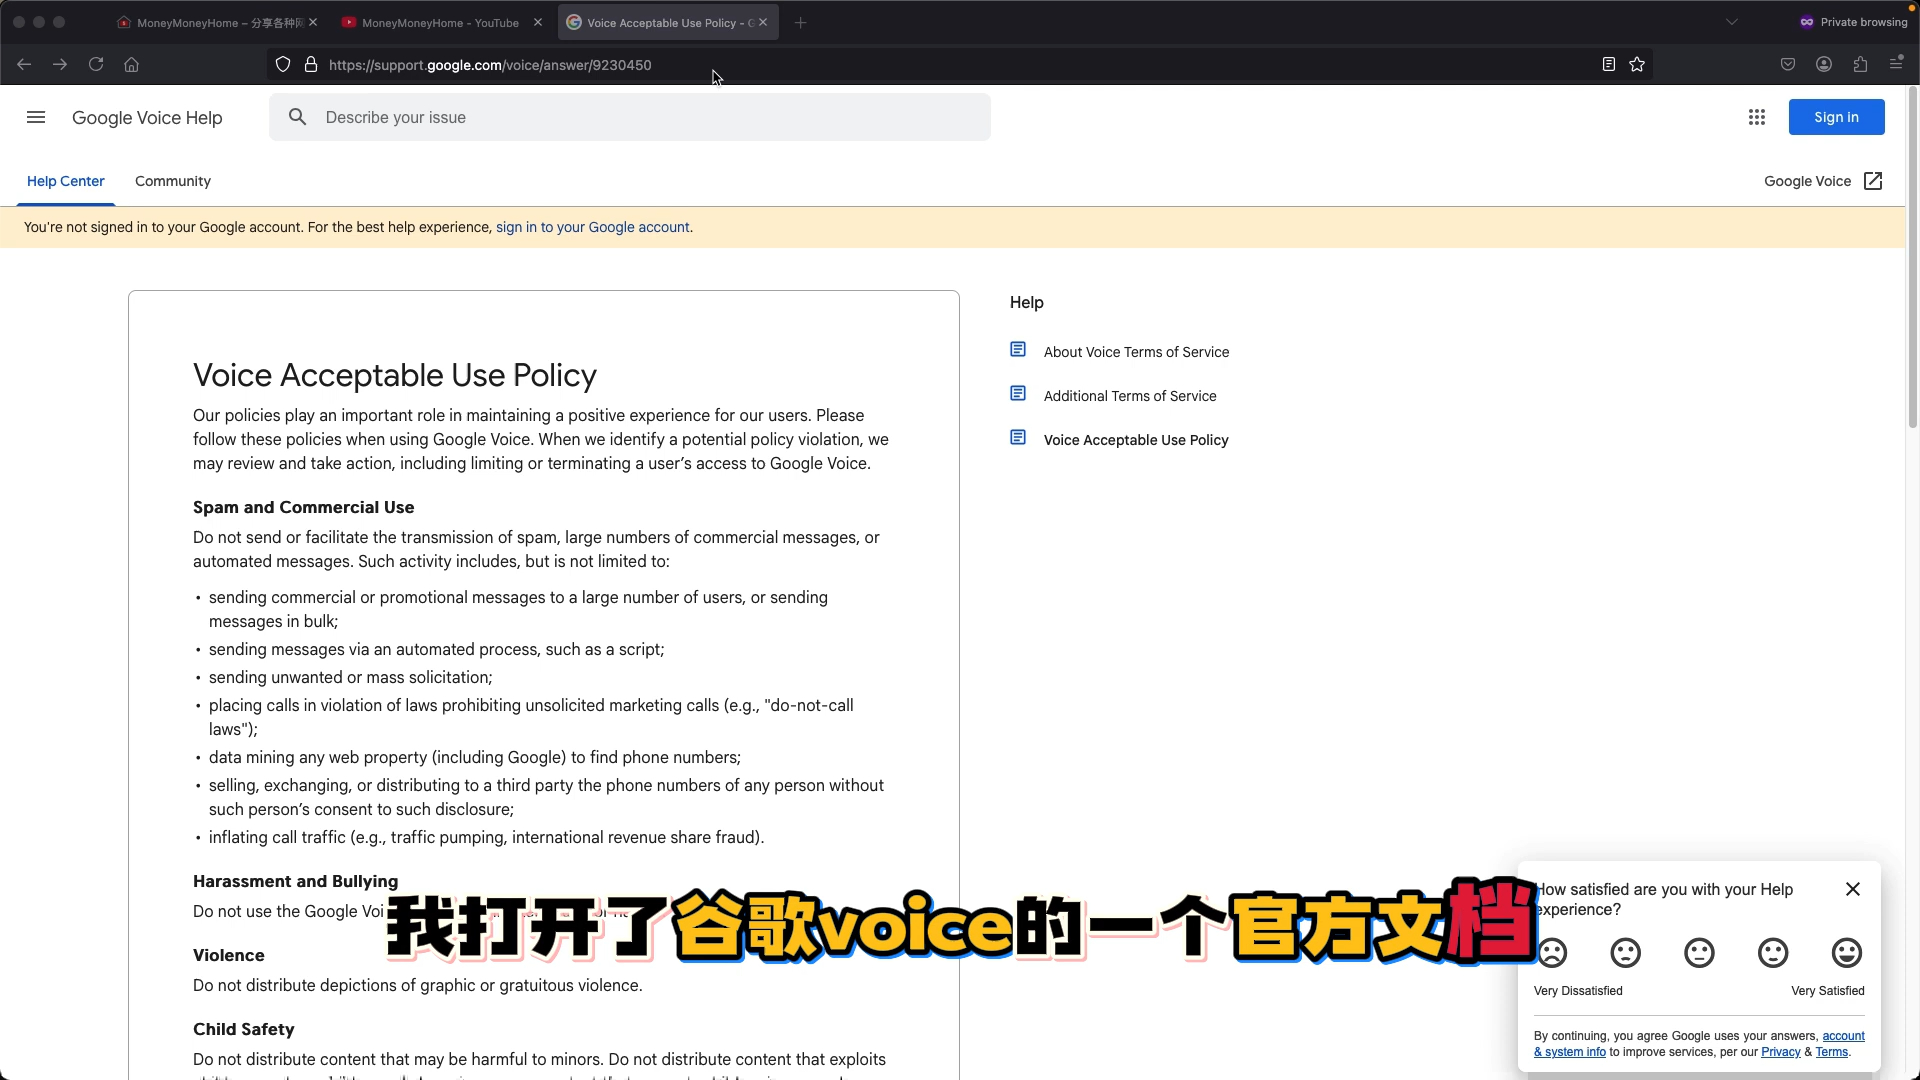 MoneyMoneyHome – 分享各种
MoneyMoneyHome - YouTube
Voice Acceptable Use Policy - G
Private browsing
https://support.google.com/voice/answer/9230450
Google Voice Help
Describe your issue
Sign in
Help Center
Community
Google Voice
You're not signed in to your Google account. For the best help experience, sign in to your Google account.
Voice Acceptable Use Policy
Our policies play an important role in maintaining a positive experience for our users. Please
follow these policies when using Google Voice. When we identify a potential policy violation, we
may review and take action, including limiting or terminating a user’s access to Google Voice.
Spam and Commercial Use
Do not send or facilitate the transmission of spam, large numbers of commercial messages, or
automated messages. Such activity includes, but is not limited to:
• sending commercial or promotional messages to a large number of users, or sending
messages in bulk;
• sending messages via an automated process, such as a script;
• sending unwanted or mass solicitation;
• placing calls in violation of laws prohibiting unsolicited marketing calls (e.g., "do-not-call
laws");
• data mining any web property (including Google) to find phone numbers;
• selling, exchanging, or distributing to a third party the phone numbers of any person without
such person’s consent to such disclosure;
• inflating call traffic (e.g., traffic pumping, international revenue share fraud).
Harassment and Bullying
Do not use the Google Voi
我打开了谷歌voice的一个官方文档
Violence
Do not distribute depictions of graphic or gratuitous violence.
Child Safety
Do not distribute content that may be harmful to minors. Do not distribute content that exploits
Help
About Voice Terms of Service
Additional Terms of Service
Voice Acceptable Use Policy
How satisfied are you with your Help
experience?
Very Dissatisfied
Very Satisfied
By continuing, you agree Google uses your answers, account
& system info to improve services, per our Privacy & Terms.